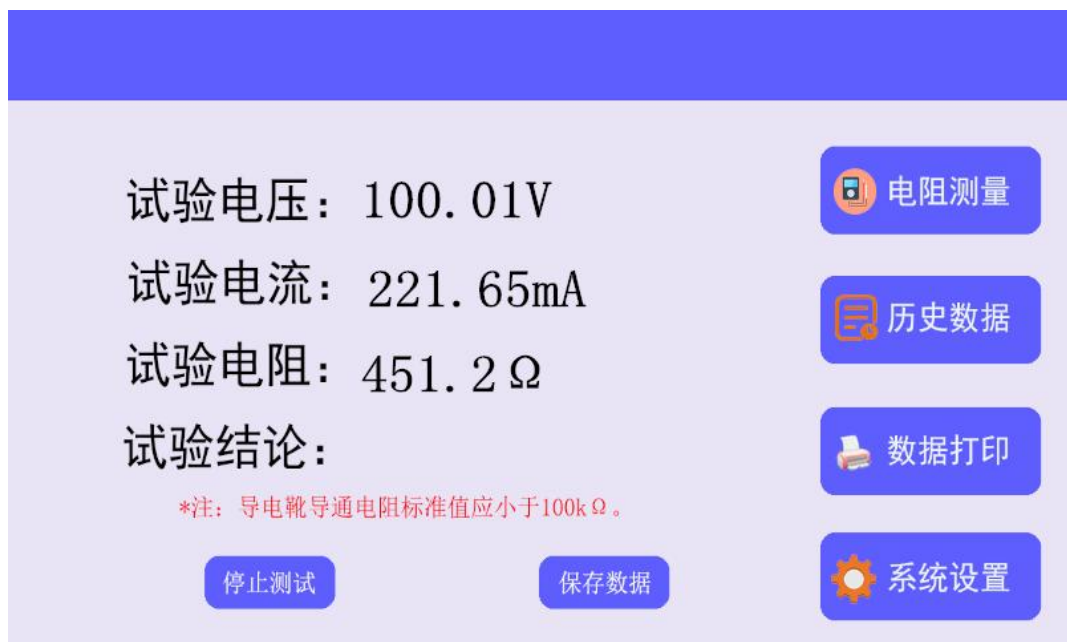 试验电压：100.01V
电阻测量
试验电流：221.65mA
历史数据
试验电阻：451.2Ω
试验结论：
数据打印
*注：导电靴导通电阻标准值应小于100kΩ。
停止测试
保存数据
系统设置